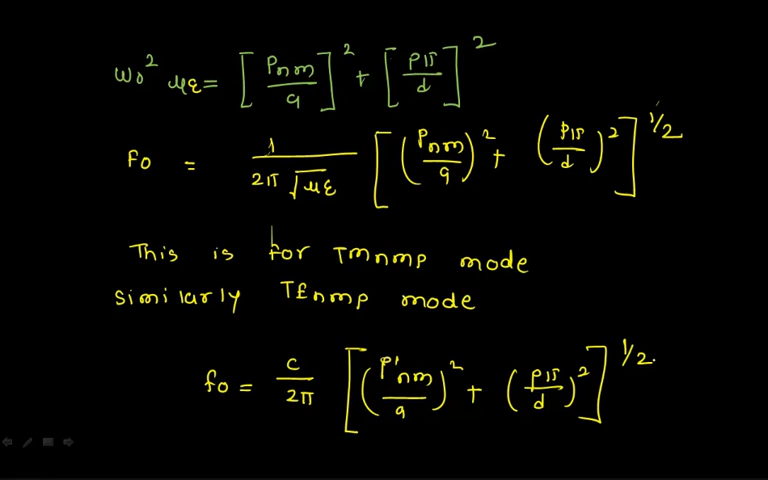 ω₀² με = [Pnm/a]² + [pπ/d]²
f₀ = 1/(2π√με) [(Pnm/a)² + (pπ/d)²]^1/2
This is for TMnmp mode
similarly TEnmp mode
f₀ = c/2π [(P'nm/a)² + (pπ/d)²]^1/2.